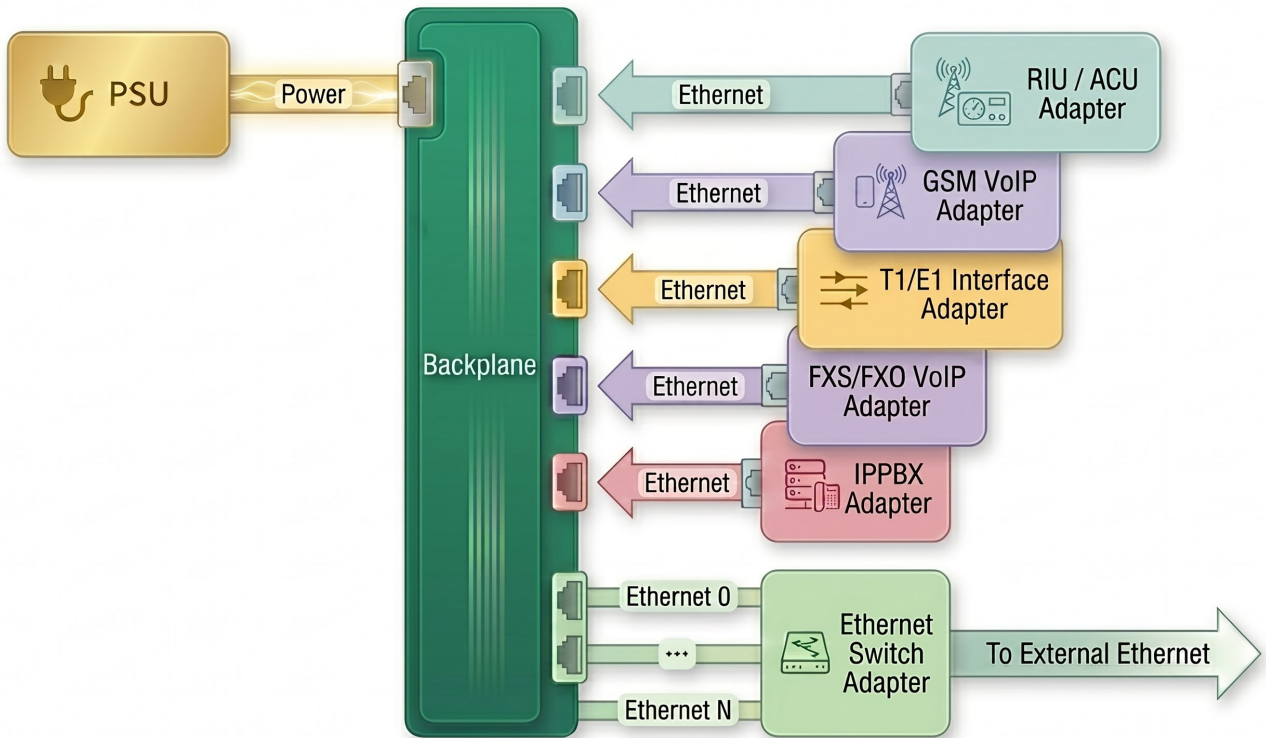 PSU
Power
Backplane
Ethernet
RIU / ACU
Adapter
Ethernet
GSM VoIP
Adapter
Ethernet
T1/E1 Interface
Adapter
Ethernet
FXS/FXO VoIP
Adapter
Ethernet
IPPBX
Adapter
Ethernet 0
...
Ethernet N
Ethernet
Switch
Adapter
To External Ethernet